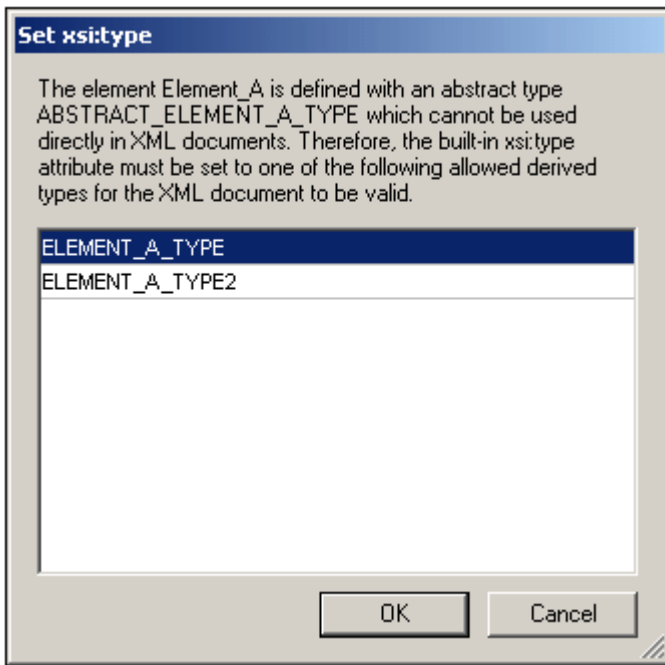 Set xsi:type
The element Element_A is defined with an abstract type
ABSTRACT_ELEMENT_A_TYPE which cannot be used
directly in XML documents. Therefore, the built-in xsi:type
attribute must be set to one of the following allowed derived
types for the XML document to be valid.
ELEMENT_A_TYPE
ELEMENT_A_TYPE2
OK Cancel